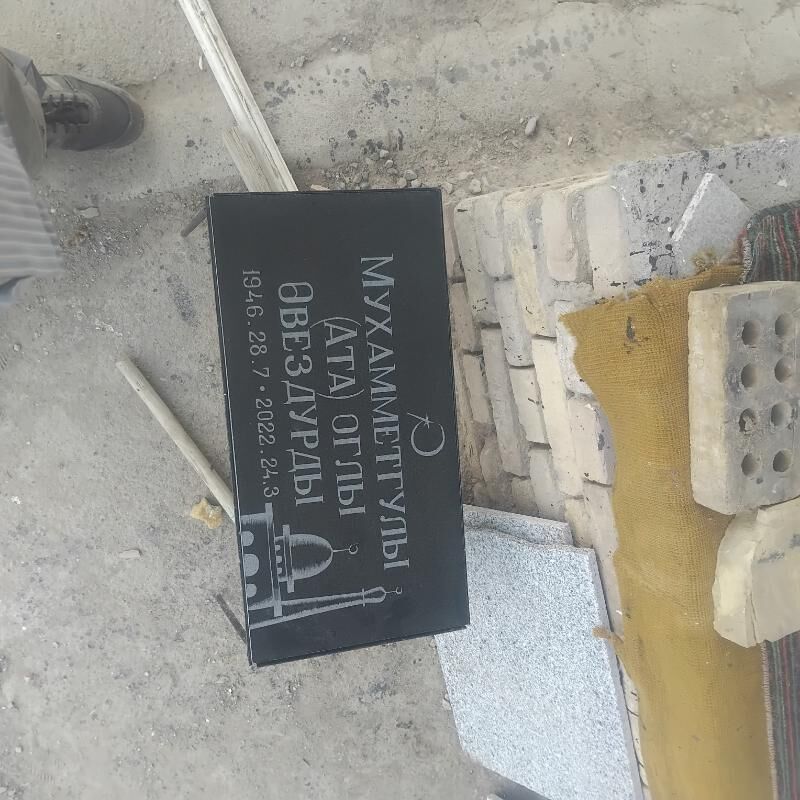 МУХАММЕТГУЛЫ
(АТА) ОГЛЫ
ӨВЕЗДУРДЫ
1946.28.7 • 2022.24.3